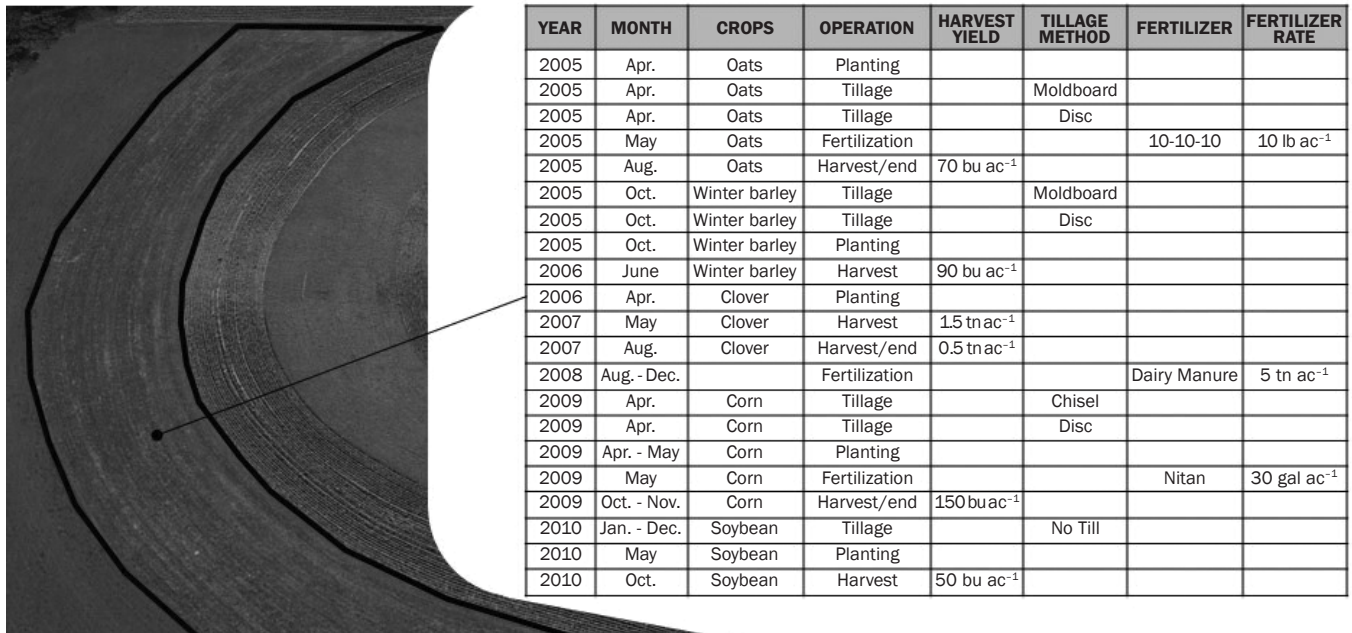 YEAR MONTH CROPS OPERATION HARVEST YIELD TILLAGE METHOD FERTILIZER FERTILIZER RATE
2005 Apr. Oats Planting
2005 Apr. Oats Tillage Moldboard
2005 Apr. Oats Tillage Disc
2005 May Oats Fertilization 10-10-10 10 lb ac⁻¹
2005 Aug. Oats Harvest/end 70 bu ac⁻¹
2005 Oct. Winter barley Tillage Moldboard
2005 Oct. Winter barley Tillage Disc
2005 Oct. Winter barley Planting
2006 June Winter barley Harvest 90 bu ac⁻¹
2006 Apr. Clover Planting
2007 May Clover Harvest 1.5 tn ac⁻¹
2007 Aug. Clover Harvest/end 0.5 tn ac⁻¹
2008 Aug. - Dec. Fertilization Dairy Manure 5 tn ac⁻¹
2009 Apr. Corn Tillage Chisel
2009 Apr. Corn Tillage Disc
2009 Apr. - May Corn Planting
2009 May Corn Fertilization Nitan 30 gal ac⁻¹
2009 Oct. - Nov. Corn Harvest/end 150 bu ac⁻¹
2010 Jan. - Dec. Soybean Tillage No Till
2010 May Soybean Planting
2010 Oct. Soybean Harvest 50 bu ac⁻¹